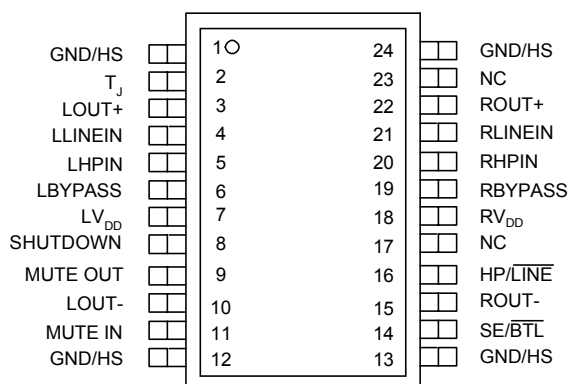 GND/HS 1 24 GND/HS
T_J 2 23 NC
LOUT+ 3 22 ROUT+
LLINEIN 4 21 RLINEIN
LHPIN 5 20 RHPIN
LBYPASS 6 19 RBYPASS
LV_DD 7 18 RV_DD
SHUTDOWN 8 17 NC
MUTE OUT 9 16 HP/L̅I̅N̅E̅
LOUT- 10 15 ROUT-
MUTE IN 11 14 SE/B̅T̅L̅
GND/HS 12 13 GND/HS